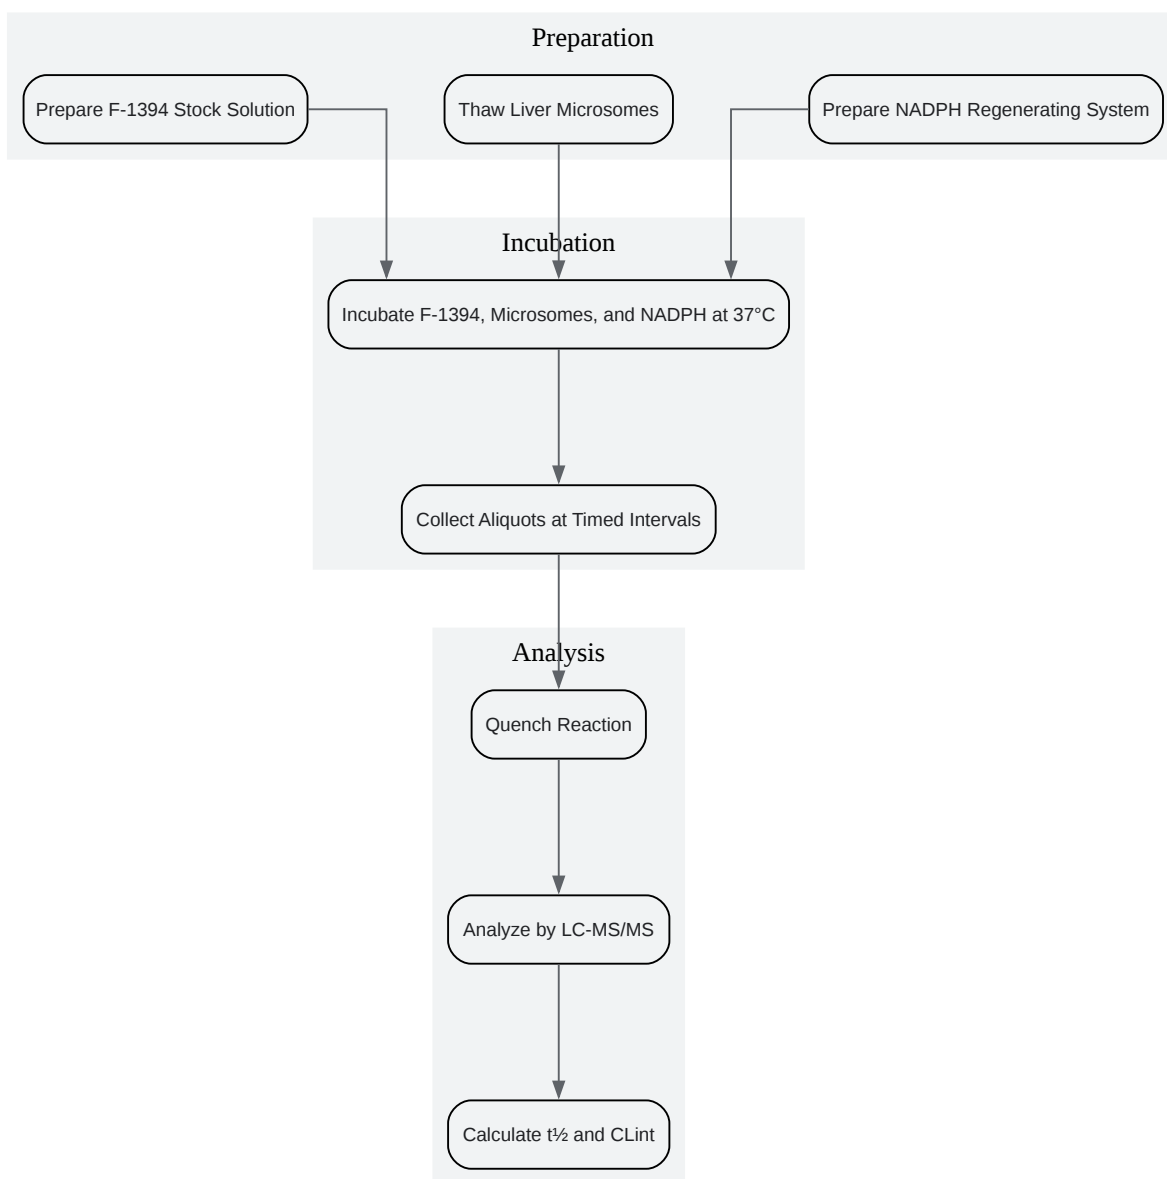 Preparation
Prepare F-1394 Stock Solution
Thaw Liver Microsomes
Prepare NADPH Regenerating System
Incubation
Incubate F-1394, Microsomes, and NADPH at 37°C
Collect Aliquots at Timed Intervals
Analysis
Quench Reaction
Analyze by LC-MS/MS
Calculate t½ and CLint